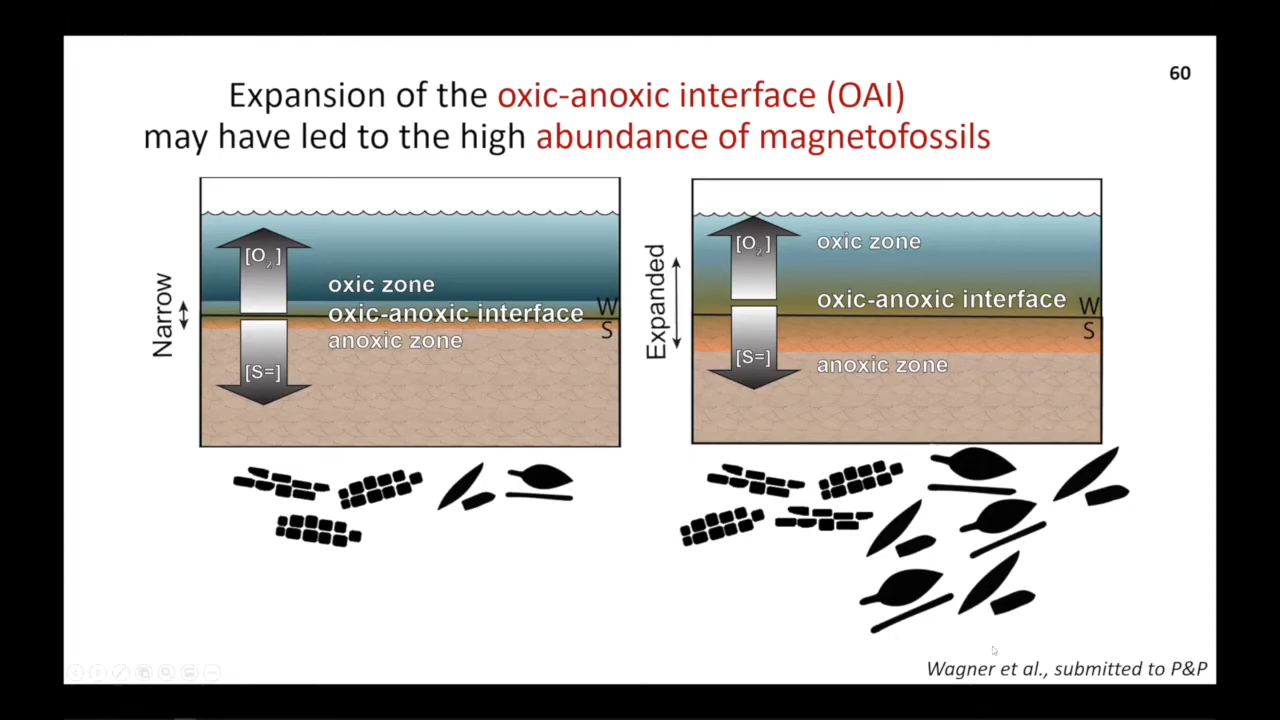 60
Expansion of the oxic-anoxic interface (OAI)
may have led to the high abundance of magnetofossils
Narrow
[O₂]
oxic zone
W
oxic-anoxic interface
S
anoxic zone
[S=]
Expanded
[O₂]
oxic zone
oxic-anoxic interface
W
S
[S=]
anoxic zone
Wagner et al., submitted to P&P